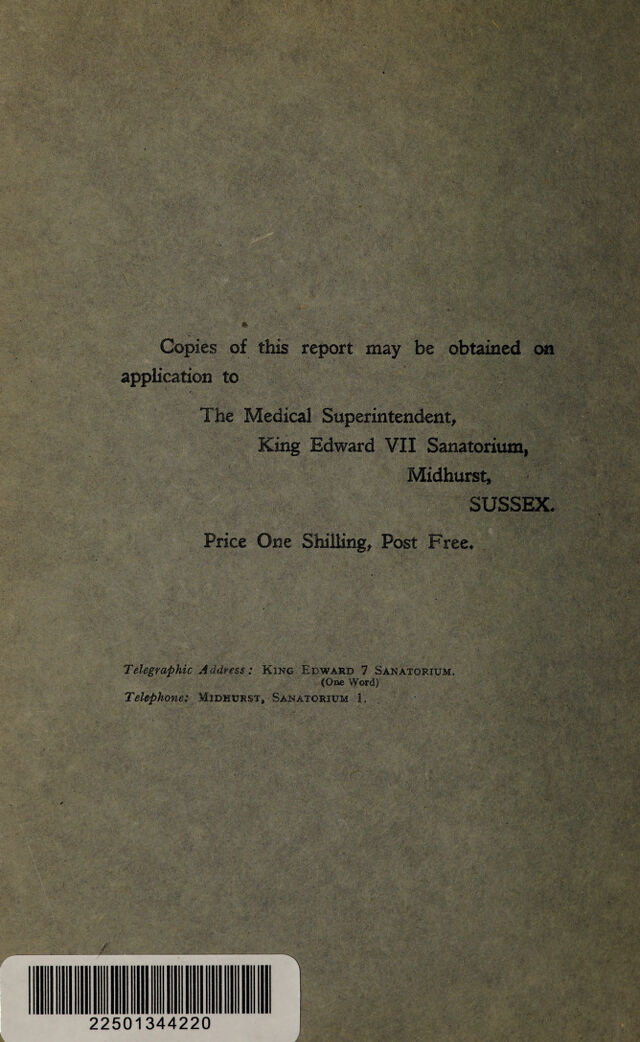 Copies of this report may be obtained on
application to
The Medical Superintendent,
King Edward VII Sanatorium,
Midhurst,
SUSSEX.
Price One Shilling, Post Free.
Telegraphic Address: KING EDWARD 7 SANATORIUM.
(One Word)
Telephone: MIDHURST, SANATORIUM 1.
22501344220